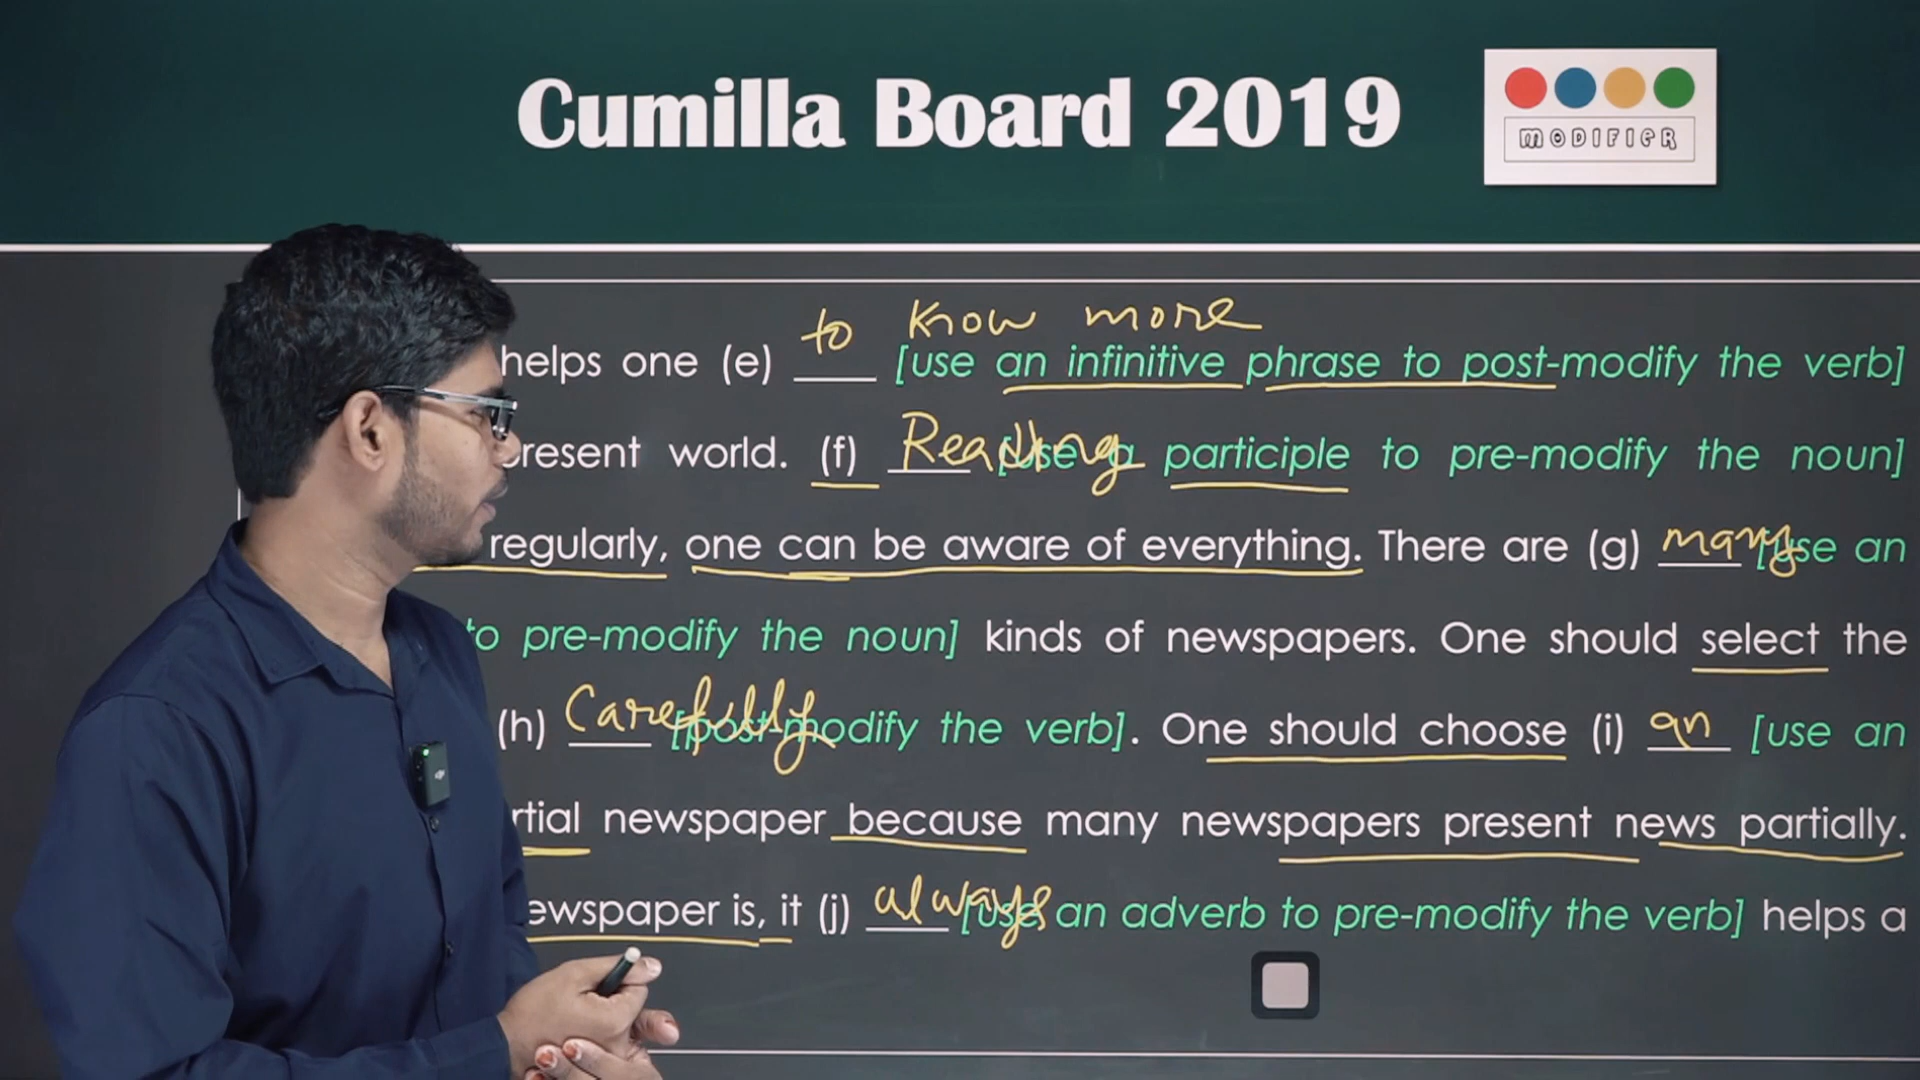 Cumilla Board 2019
MODIFIER
to know more
helps one (e) ____ [use an infinitive phrase to post-modify the verb]
present world. (f) Reading [use a participle to pre-modify the noun]
regularly, one can be aware of everything. There are (g) many [use an
to pre-modify the noun] kinds of newspapers. One should select the
(h) Carefully [post-modify the verb]. One should choose (i) an [use an
rtial newspaper because many newspapers present news partially.
ewspaper is, it (j) always [use an adverb to pre-modify the verb] helps a